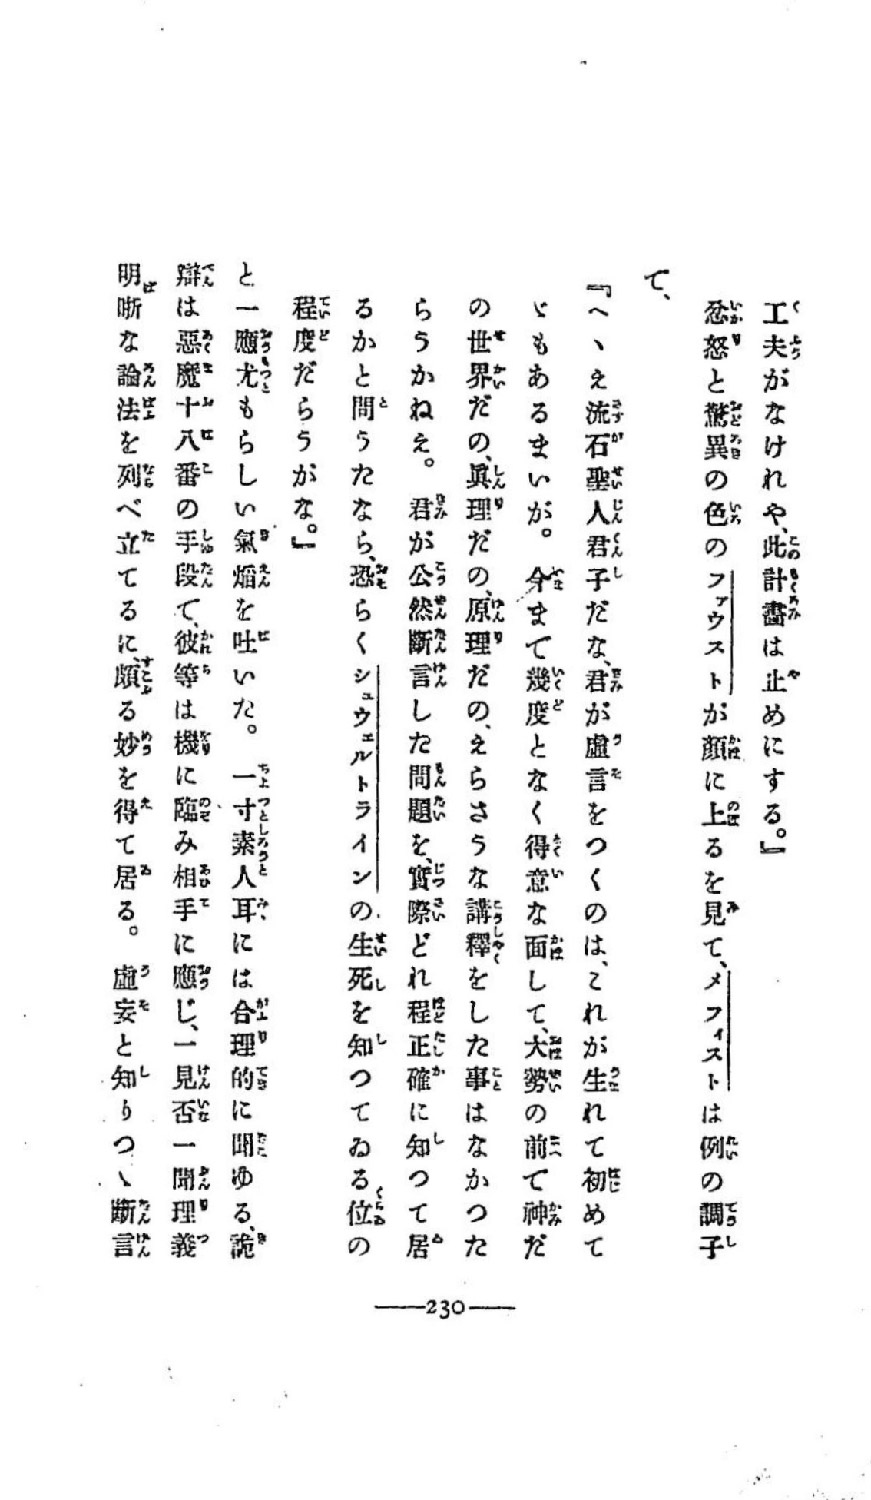 工夫がなけれや、此計畫は止めにする。』
忿怒と驚異の色のファウストが顏に上るを見て、メフィストは例の調子
で、
『へゝえ流石聖人君子だな、君が虛言をつくのは、これが生れて初めて
ゞもあるまいが。今まで幾度となく得意な面して、大勢の前で神だ
の世界だの、眞理だの、原理だの、えらさうな講釋をした事はなかつた
らうかねえ。君が公然斷言した問題を、實際どれ程正確に知つて居
るかと問うたなら、恐らくシュウェルトラインの生死を知つてゐる位の
程度だらうがな。』
と一應尤もらしい氣焔を吐いた。一寸素人耳には合理的に聞ゆる、詭
辯は惡魔十八番の手段で、彼等は機に臨み相手に應じ、一見否一聞理義
明晰な論法を列べ立てるに、頗る妙を得て居る。虛妄と知りつゝ斷言
230